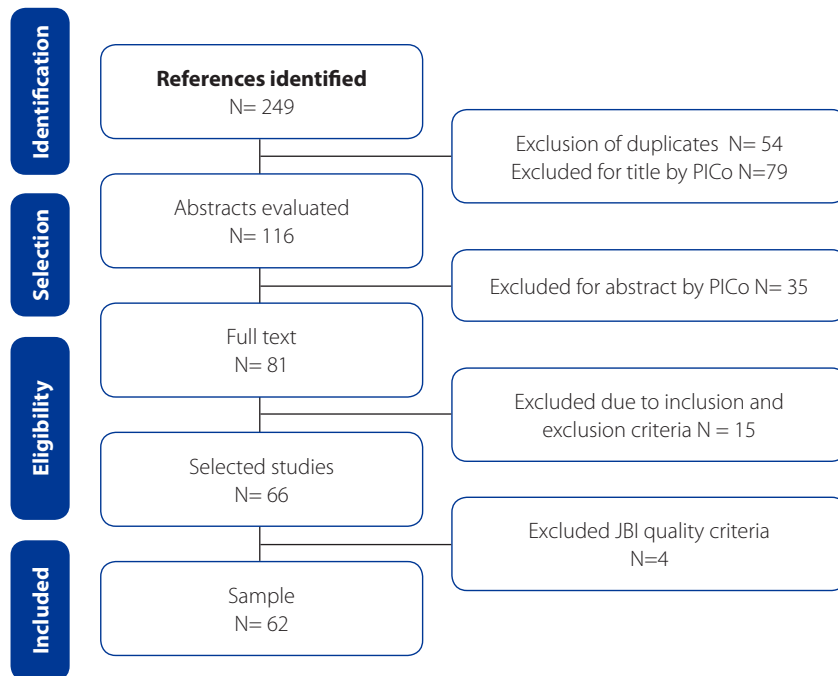 Identification
References identified
N= 249
Exclusion of duplicates N= 54
Excluded for title by PICo N=79
Selection
Abstracts evaluated
N= 116
Excluded for abstract by PICo N= 35
Eligibility
Full text
N= 81
Excluded due to inclusion and
exclusion criteria N = 15
Selected studies
N= 66
Excluded JBI quality criteria
N=4
Included
Sample
N= 62